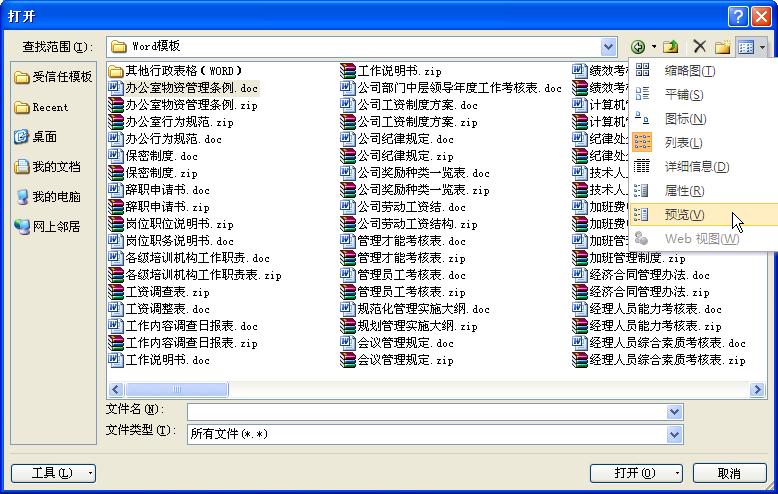 打开
查找范围(I):
Word模板
受信任模板
Recent
桌面
我的文档
我的电脑
网上邻居
其他行政表格(WORD)
办公室物资管理条例.doc
办公室物资管理条例.zip
办公室行为规范.zip
办公行为规范.doc
保密制度.doc
保密制度.zip
辞职申请书.doc
辞职申请书.zip
岗位职位说明书.zip
岗位职务说明书.doc
各级培训机构工作职责.doc
各级培训机构工作职责表.zip
工资调查表.zip
工资调整表.doc
工作内容调查日报表.doc
工作内容调查日报表.zip
工作说明书.doc
工作说明书.zip
公司部门中层领导年度工作考核表.doc
公司工资制度方案.doc
公司工资制度方案.zip
公司纪律规定.doc
公司纪律规定.zip
公司奖励种类一览表.doc
公司奖励种类一览表.zip
公司劳动工资结.doc
公司劳动工资结构.zip
管理才能考核表.doc
管理才能考核表.zip
管理员工考核表.doc
管理员工考核表.zip
规范化管理实施大纲.doc
规划管理实施大纲.zip
会议管理规定.doc
会议管理规定.zip
绩效考核
绩效考核
计算机管
计算机管
纪律处分
纪律处分
技术人员
技术人员
加班费申
加班费申
加班管理
加班管理制度.zip
经济合同管理办法.doc
经济合同管理办法.zip
经理人员能力考核表.doc
经理人员能力考核表.zip
经理人员综合素质考核表.doc
经理人员综合素质考核表.zip
缩略图(T)
平铺(S)
图标(N)
列表(L)
详细信息(D)
属性(R)
预览(V)
Web 视图(W)
文件名(N):
文件类型(T):
所有文件(*.*)
工具(L)
打开(O)
取消